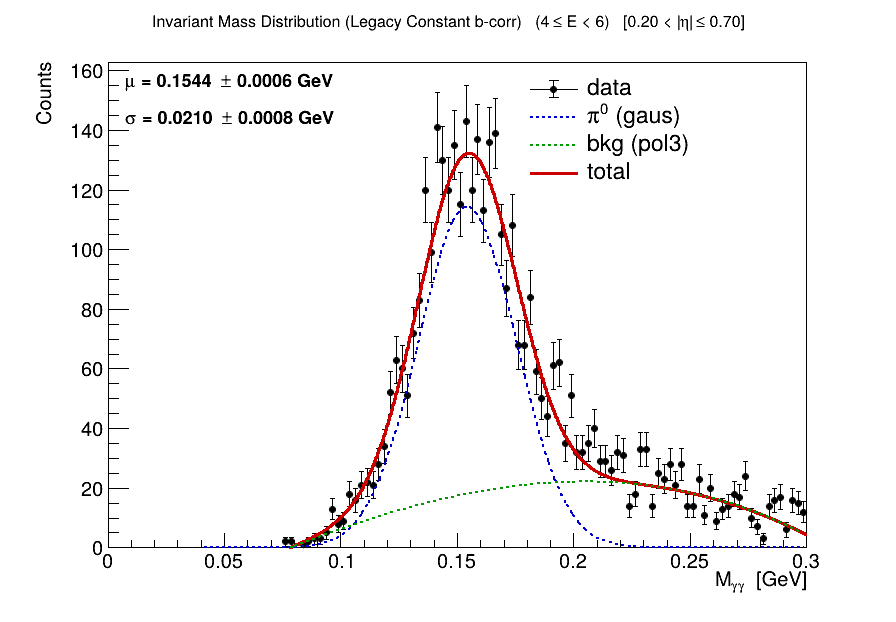 Invariant Mass Distribution (Legacy Constant b-corr) (4 ≤ E < 6) [0.20 < |η| ≤ 0.70]
Counts
160
140
120
100
80
60
40
20
0
μ = 0.1544 ± 0.0006 GeV
σ = 0.0210 ± 0.0008 GeV
data
π⁰ (gaus)
bkg (pol3)
total
0 0.05 0.1 0.15 0.2 0.25 0.3
Mγγ [GeV]